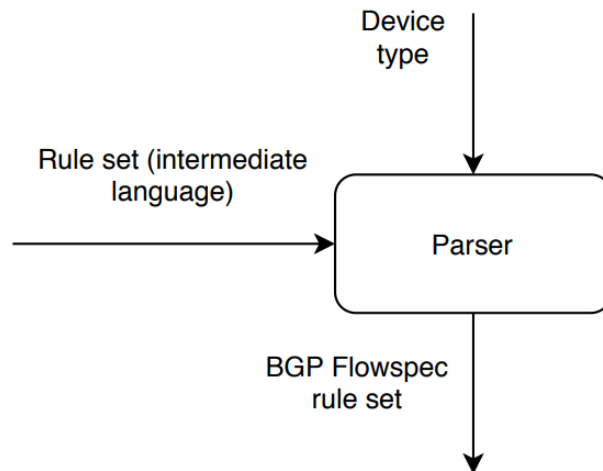 Device
type
Rule set (intermediate
language)
Parser
BGP Flowspec
rule set